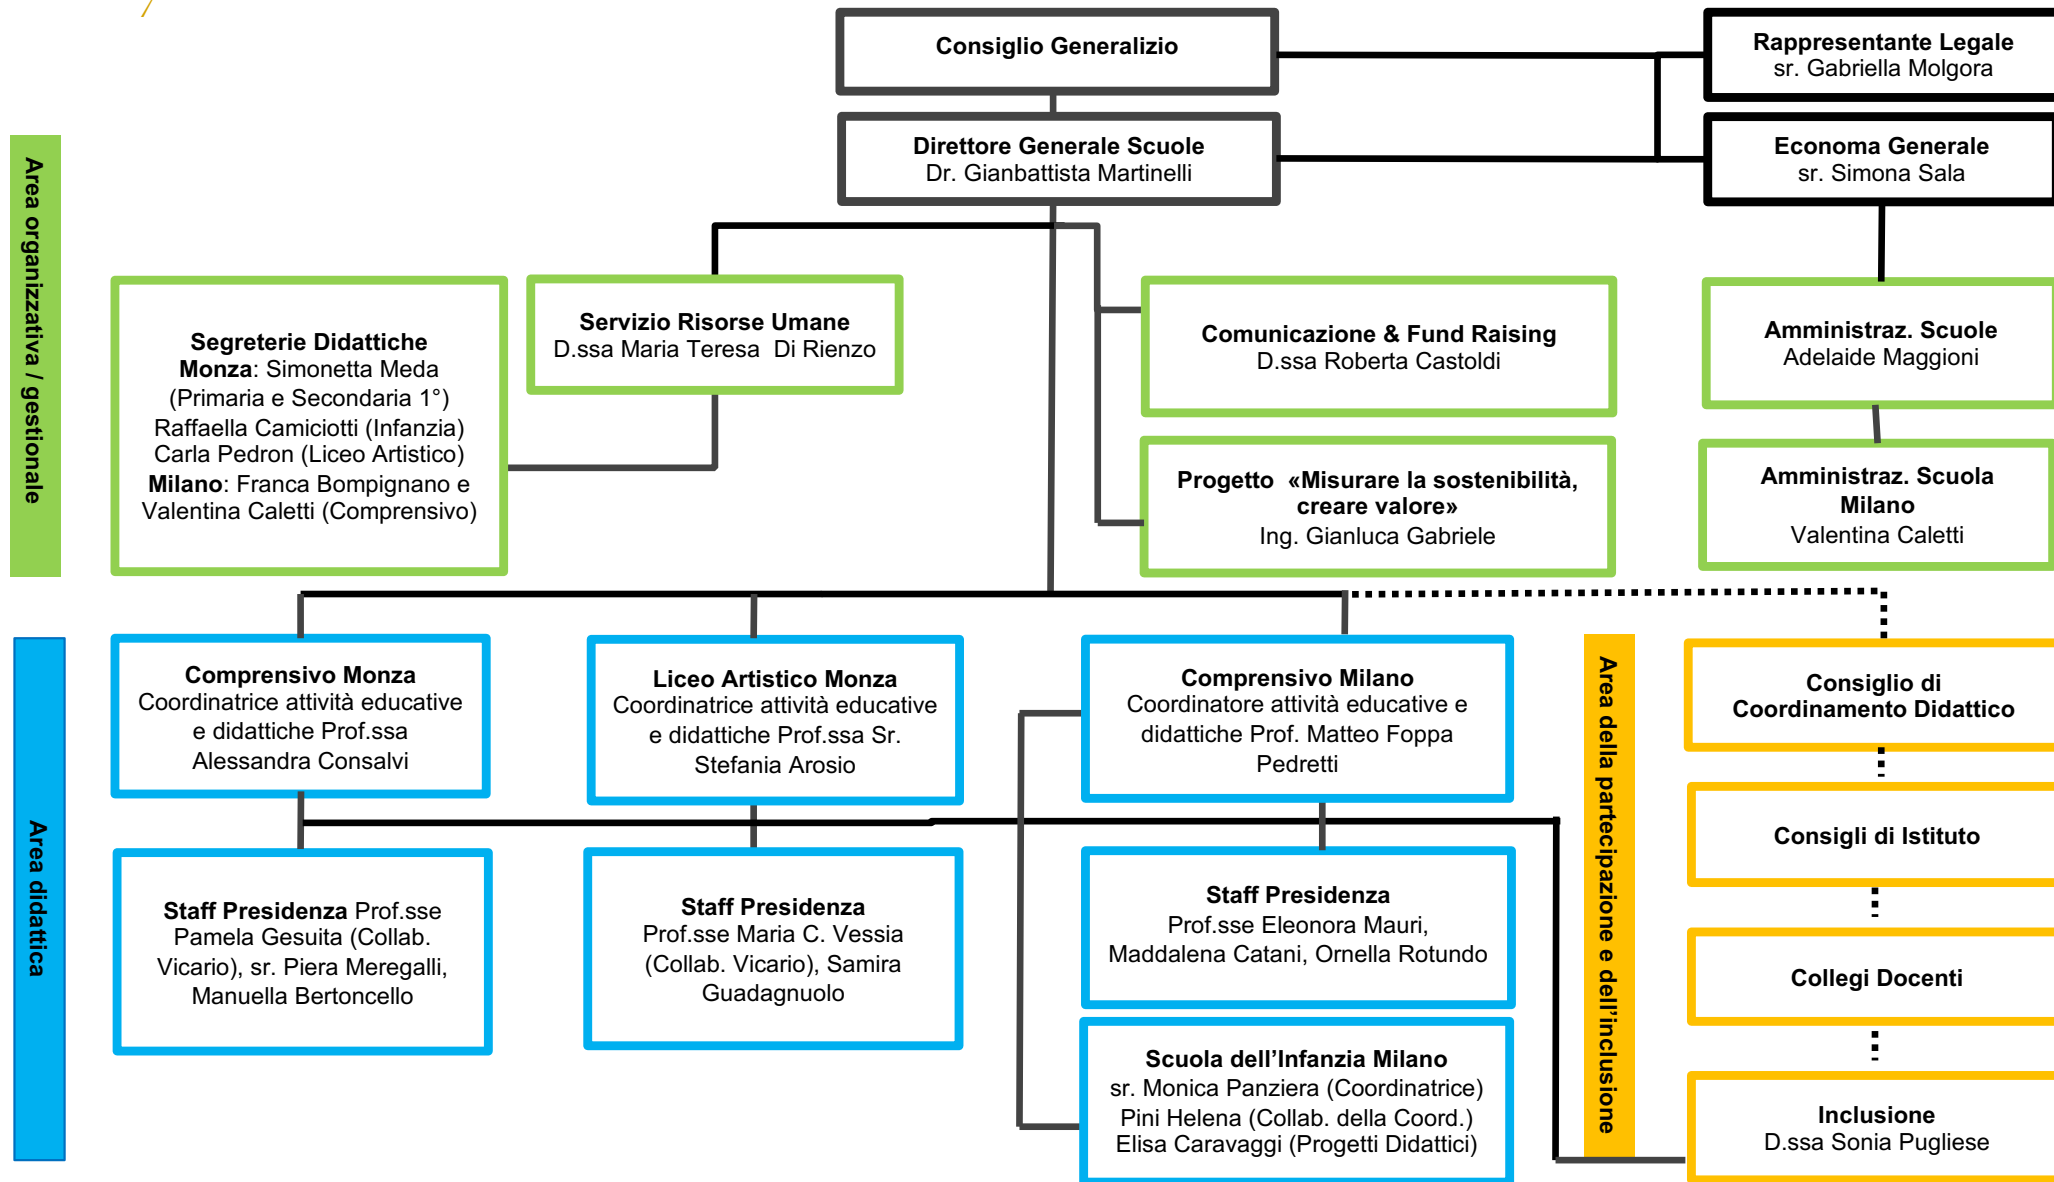 Consiglio Generalizio
Rappresentante Legale
sr. Gabriella Molgora
Direttore Generale Scuole
Dr. Gianbattista Martinelli
Economa Generale
sr. Simona Sala
Area organizzativa / gestionale
Segreterie Didattiche
Monza: Simonetta Meda
(Primaria e Secondaria 1°)
Raffaella Camiciotti (Infanzia)
Carla Pedron (Liceo Artistico)
Milano: Franca Bompignano e
Valentina Caletti (Comprensivo)
Servizio Risorse Umane
D.ssa Maria Teresa  Di Rienzo
Comunicazione & Fund Raising
D.ssa Roberta Castoldi
Amministraz. Scuole
Adelaide Maggioni
Progetto  «Misurare la sostenibilità,
creare valore»
Ing. Gianluca Gabriele
Amministraz. Scuola
Milano
Valentina Caletti
Area didattica
Comprensivo Monza
Coordinatrice attività educative
e didattiche Prof.ssa
Alessandra Consalvi
Liceo Artistico Monza
Coordinatrice attività educative
e didattiche Prof.ssa Sr.
Stefania Arosio
Comprensivo Milano
Coordinatore attività educative e
didattiche Prof. Matteo Foppa
Pedretti
Staff Presidenza Prof.sse
Pamela Gesuita (Collab.
Vicario), sr. Piera Meregalli,
Manuella Bertoncello
Staff Presidenza
Prof.sse Maria C. Vessia
(Collab. Vicario), Samira
Guadagnuolo
Staff Presidenza
Prof.sse Eleonora Mauri,
Maddalena Catani, Ornella Rotundo
Scuola dell'Infanzia Milano
sr. Monica Panziera (Coordinatrice)
Pini Helena (Collab. della Coord.)
Elisa Caravaggi (Progetti Didattici)
Area della partecipazione e dell'inclusione
Consiglio di
Coordinamento Didattico
Consigli di Istituto
Collegi Docenti
Inclusione
D.ssa Sonia Pugliese